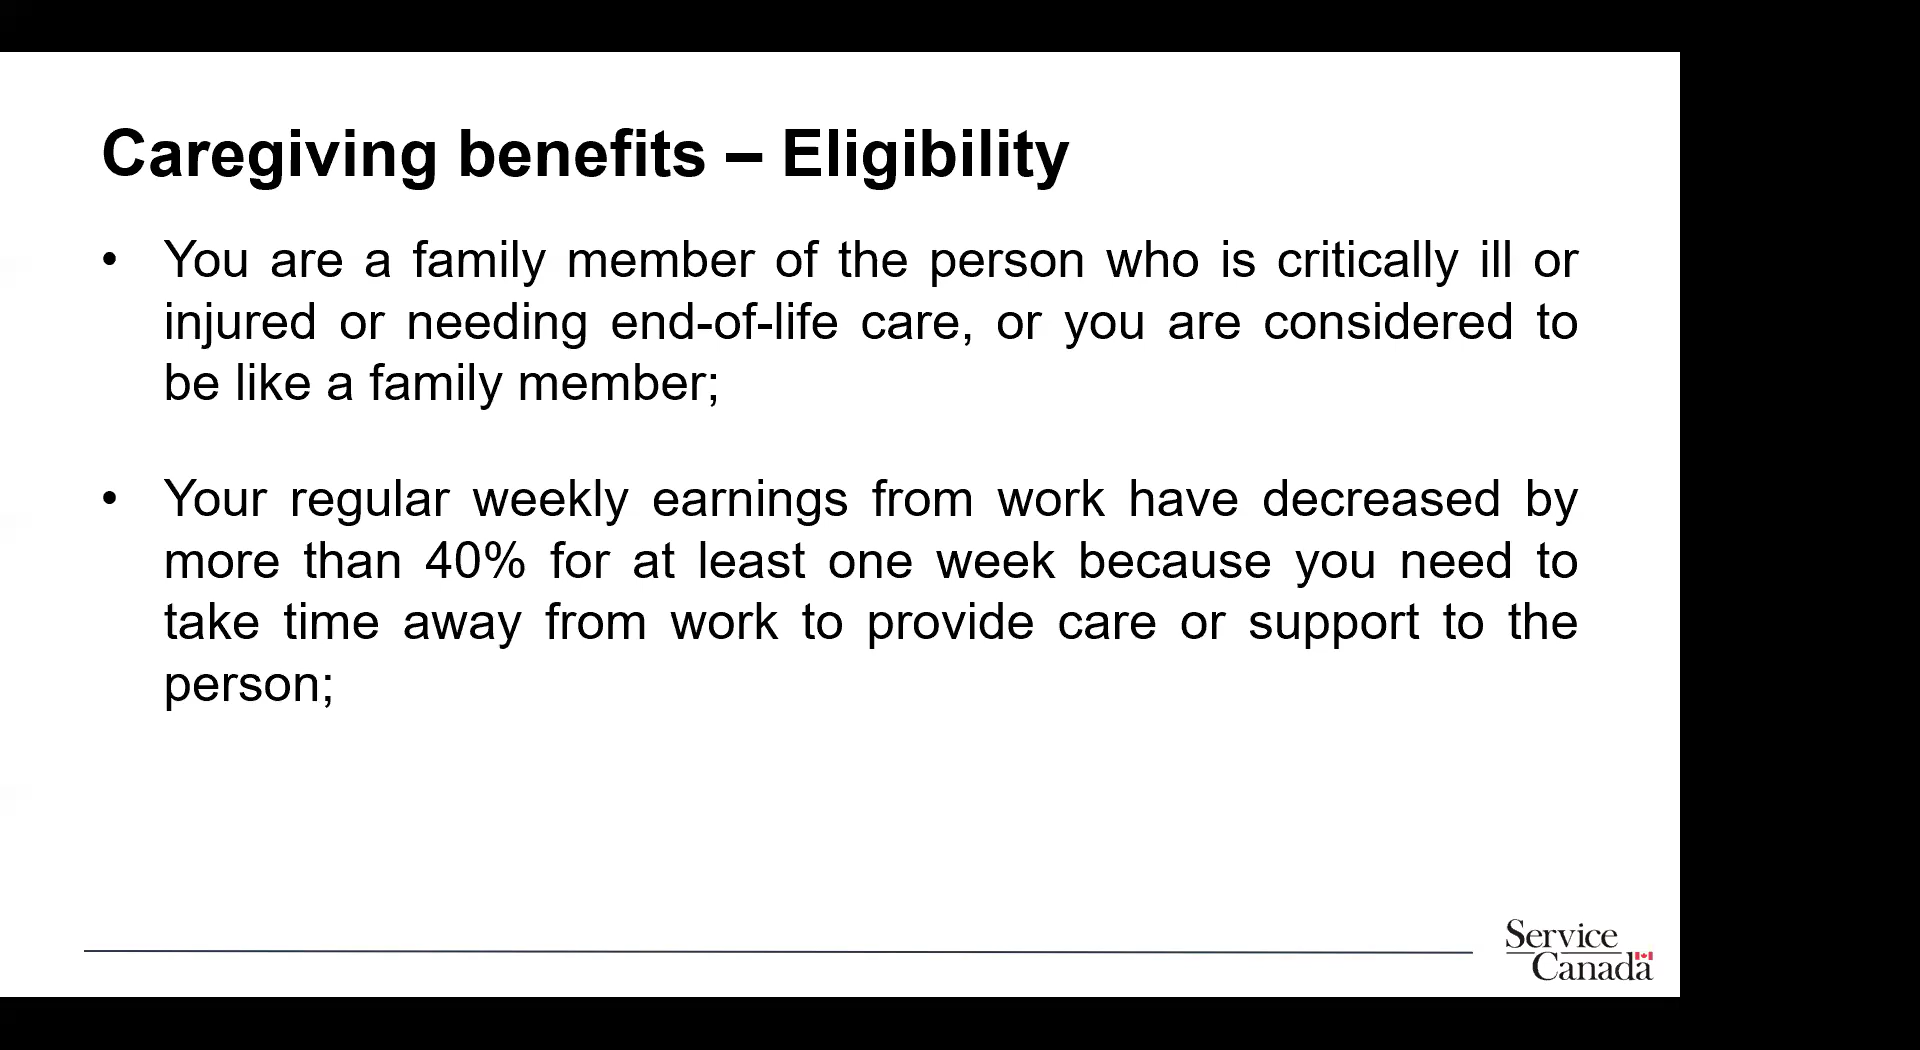 Caregiving benefits – Eligibility
• You are a family member of the person who is critically ill or
injured or needing end-of-life care, or you are considered to
be like a family member;
• Your regular weekly earnings from work have decreased by
more than 40% for at least one week because you need to
take time away from work to provide care or support to the
person;
Service
Canada